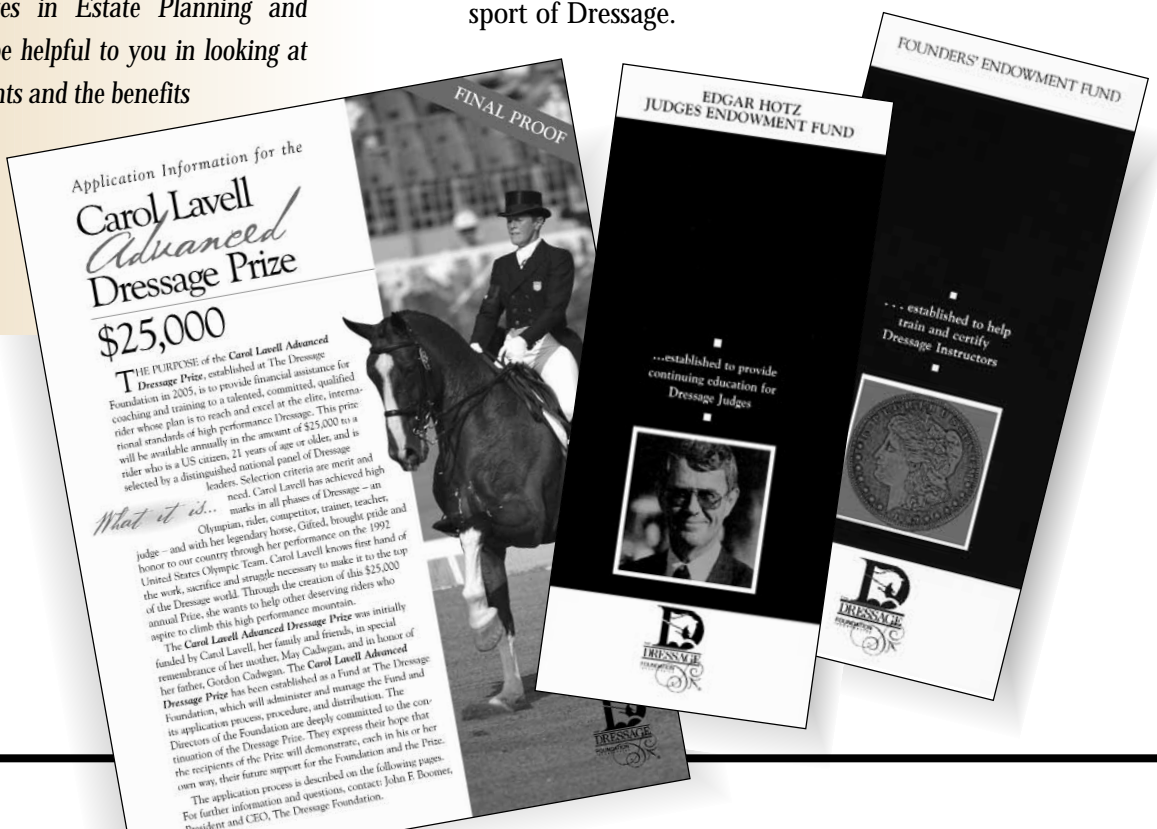 es in Estate Planning and
e helpful to you in looking at
nts and the benefits
sport of Dressage.
FINAL PROOF
Application Information for the
Carol Lavell
Advanced
Dressage Prize
$25,000
THE PURPOSE of the Carol Lavell Advanced
Dressage Prize, established at The Dressage
Foundation in 2005, is to provide financial assistance for
coaching and training to a talented, committed, qualified
rider whose plan is to reach and excel at the elite, interna-
tional standards of high performance Dressage. This prize
will be available annually in the amount of $25,000 to a
rider who is a US citizen, 21 years of age or older, and is
selected by a distinguished national panel of Dressage
leaders. Selection criteria are merit and
need. Carol Lavell has achieved high
What it is...
marks in all phases of Dressage – an
Olympian, rider, competitor, trainer, teacher,
judge – and with her legendary horse, Gifted, brought pride and
honor to our country through her performance on the 1992
United States Olympic Team. Carol Lavell knows first hand of
the work, sacrifice and struggle necessary to make it to the top
of the Dressage world. Through the creation of this $25,000
annual Prize, she wants to help other deserving riders who
aspire to climb this high performance mountain.
The Carol Lavell Advanced Dressage Prize was initially
funded by Carol Lavell, her family and friends, in special
remembrance of her mother, May Cadwgan, and in honor of
her father, Gordon Cadwgan. The Carol Lavell Advanced
Dressage Prize has been established as a Fund at The Dressage
Foundation, which will administer and manage the Fund and
its application process, procedure, and distribution. The
Directors of the Foundation are deeply committed to the con-
tinuation of the Dressage Prize. They express their hope that
the recipients of the Prize will demonstrate, each in his or her
own way, their future support for the Foundation and the Prize.
The application process is described on the following pages.
For further information and questions, contact: John F. Boomer,
President and CEO, The Dressage Foundation.
DRESSAGE
FOUNDATION
EDGAR HOTZ
JUDGES ENDOWMENT FUND
...established to provide
continuing education for
Dressage Judges
DRESSAGE
FOUNDATION
FOUNDERS' ENDOWMENT FUND
... established to help
train and certify
Dressage Instructors
DRESSAGE
FOUNDATION